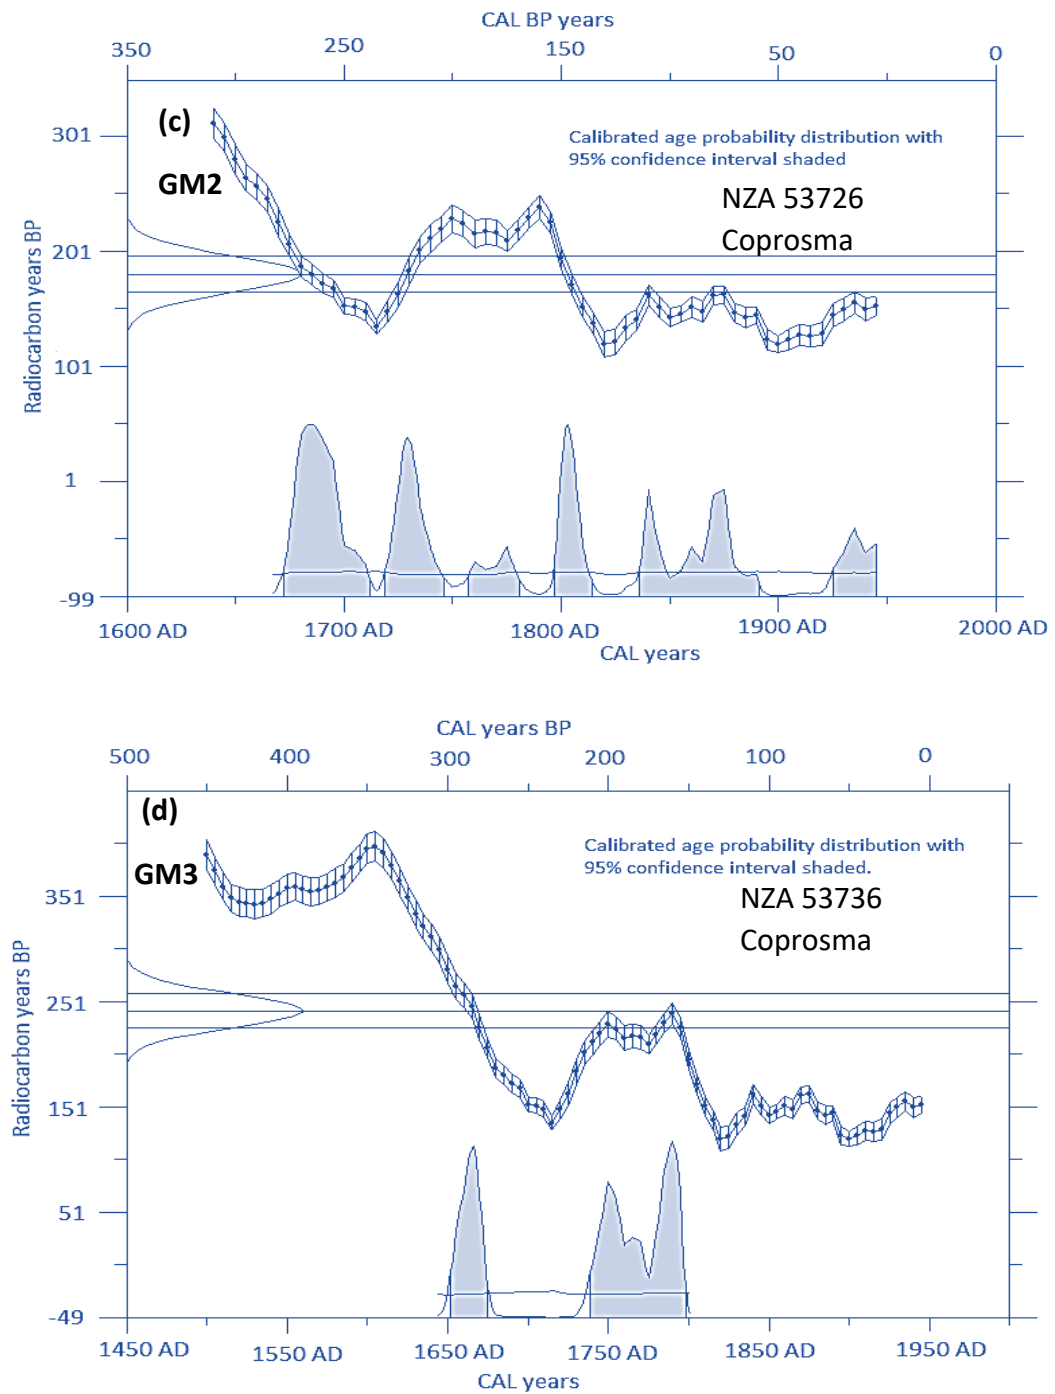 CAL BP years
350 250 150 50 0
(c)
GM2
Calibrated age probability distribution with
95% confidence interval shaded
NZA 53726
Coprosma
Radiocarbon years BP
301
201
101
1
-99
1600 AD 1700 AD 1800 AD 1900 AD 2000 AD
CAL years
CAL years BP
500 400 300 200 100 0
(d)
GM3
Calibrated age probability distribution with
95% confidence interval shaded.
NZA 53736
Coprosma
Radiocarbon years BP
351
251
151
51
-49
1450 AD 1550 AD 1650 AD 1750 AD 1850 AD 1950 AD
CAL years